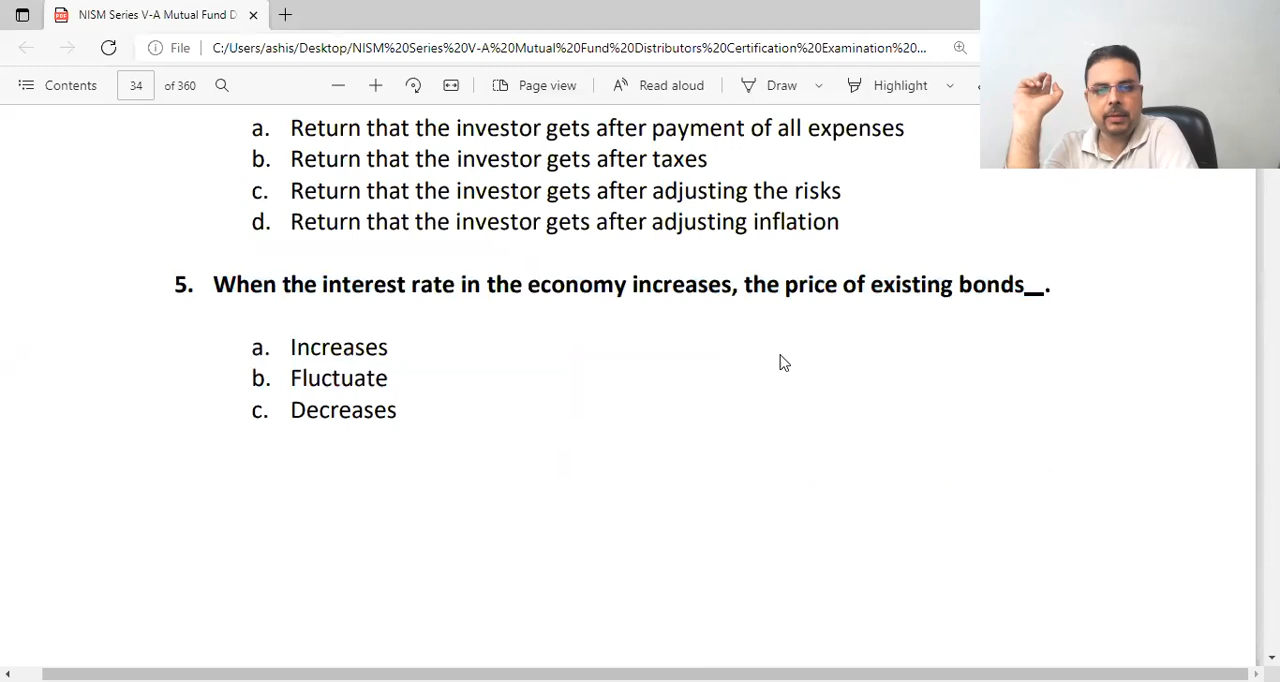 NISM Series V-A Mutual Fund D
File
C:/Users/ashis/Desktop/NISM%20Series%20V-A%20Mutual%20Fund%20Distributors%20Certification%20Examination%20...
Contents
34 of 360
Page view
Read aloud
Draw
Highlight
a. Return that the investor gets after payment of all expenses
b. Return that the investor gets after taxes
c. Return that the investor gets after adjusting the risks
d. Return that the investor gets after adjusting inflation
5. When the interest rate in the economy increases, the price of existing bonds_.
a. Increases
b. Fluctuate
c. Decreases